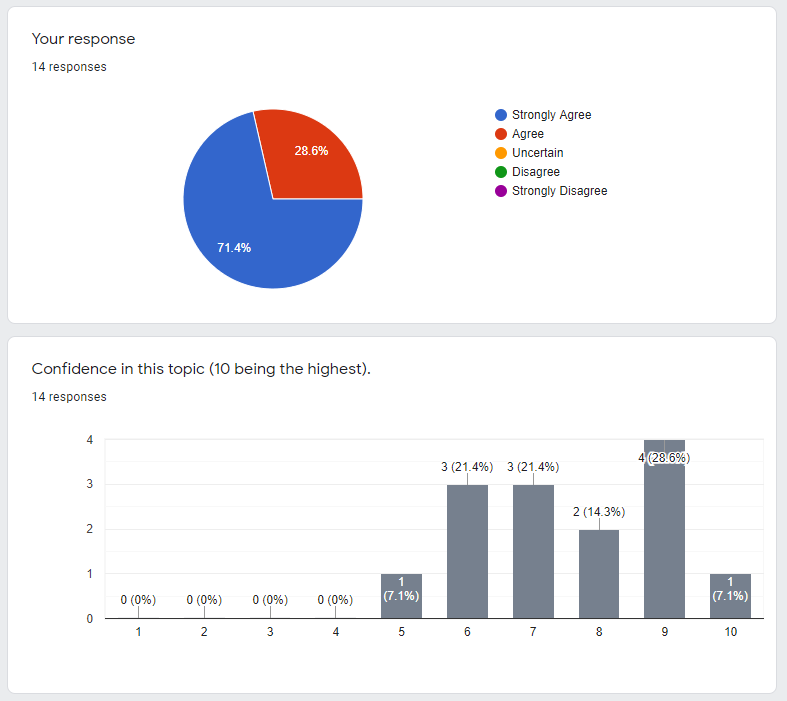 Your response
14 responses
Strongly Agree
Agree
Uncertain
Disagree
Strongly Disagree
28.6%
71.4%
Confidence in this topic (10 being the highest).
14 responses
4
3
2
1
0
0 (0%)
0 (0%)
0 (0%)
0 (0%)
1
(7.1%)
3 (21.4%)
3 (21.4%)
2 (14.3%)
4 (28.6%)
1
(7.1%)
1 2 3 4 5 6 7 8 9 10